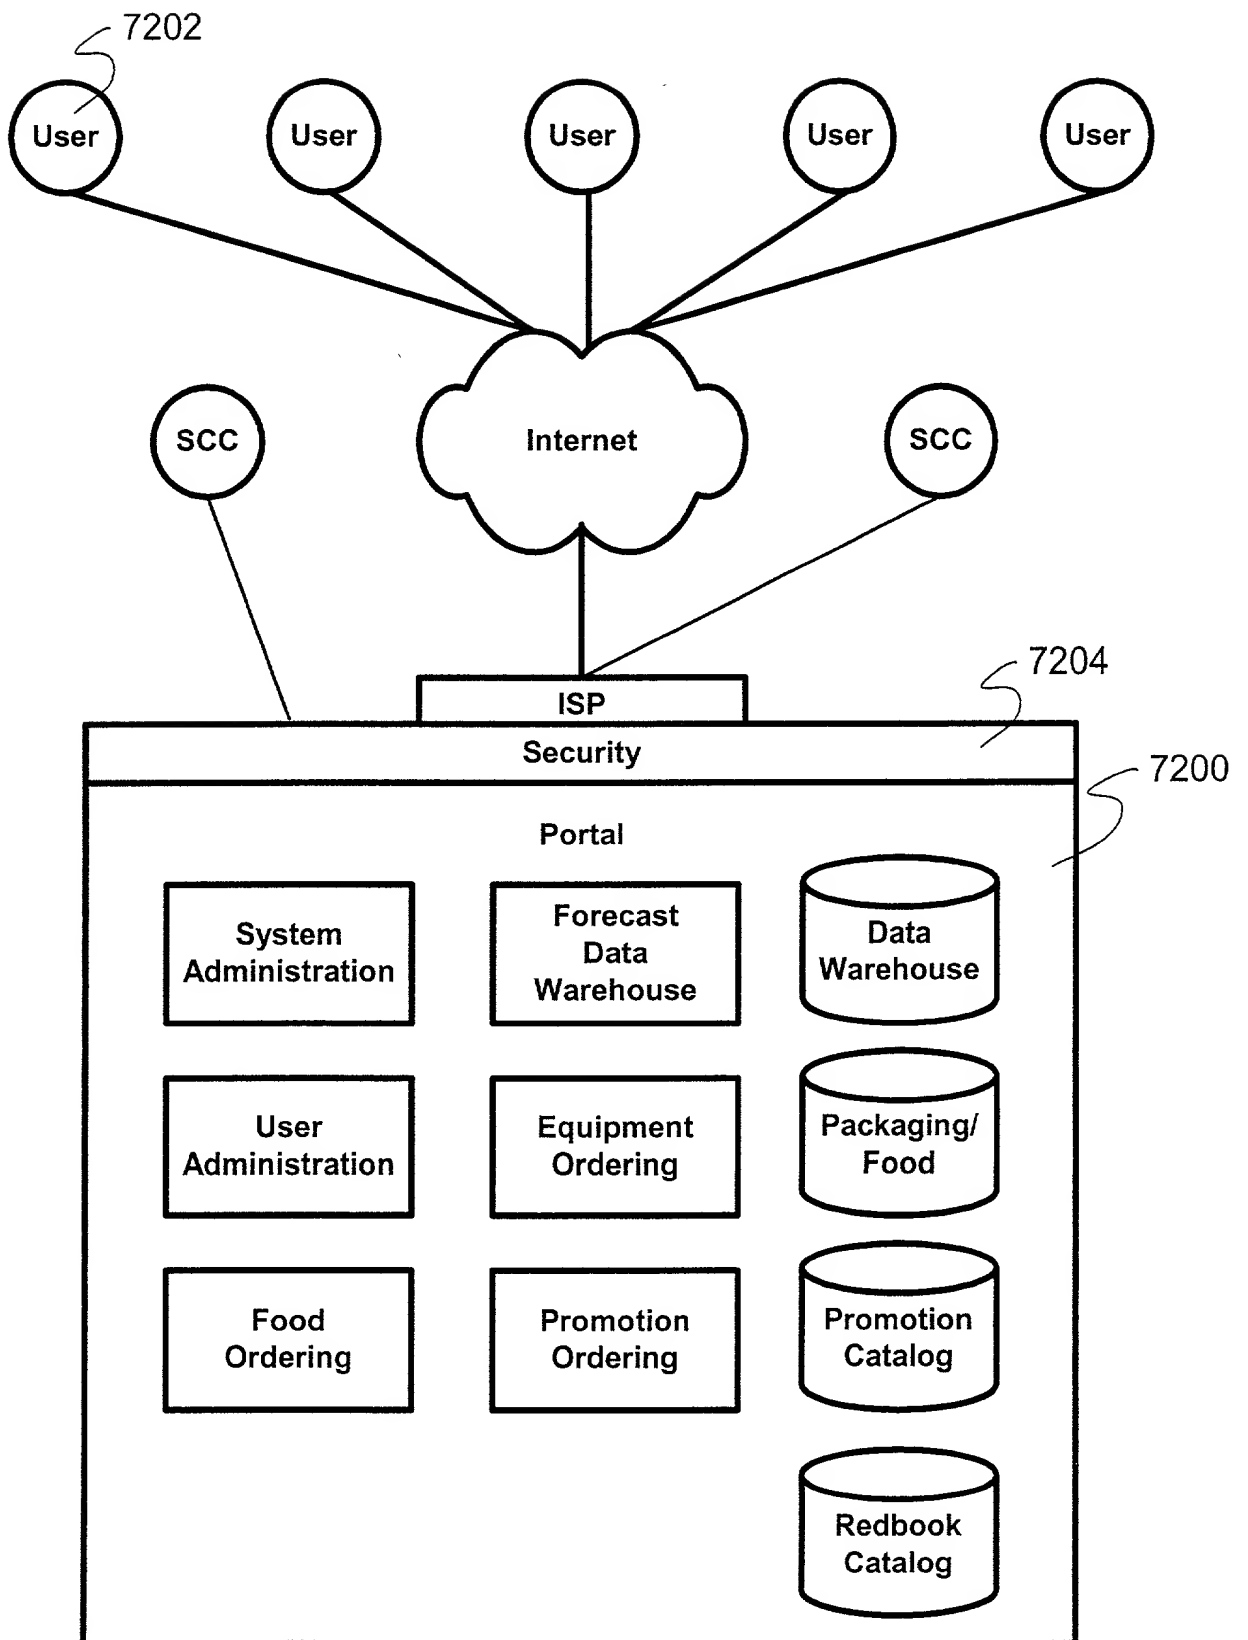 7202
User
User
User
User
User
SCC
Internet
SCC
7204
ISP
Security
7200
Portal
System
Administration
Forecast
Data
Warehouse
Data
Warehouse
User
Administration
Equipment
Ordering
Packaging/
Food
Food
Ordering
Promotion
Ordering
Promotion
Catalog
Redbook
Catalog